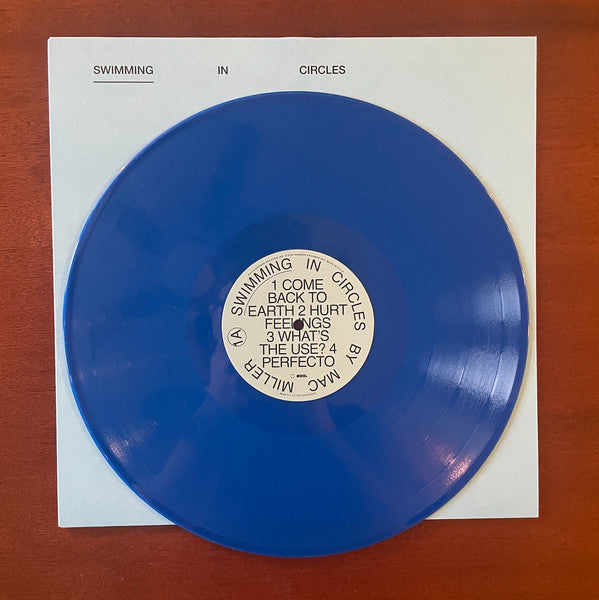 SWIMMING IN CIRCLES
SWIMMING IN CIRCLES BY MAC MILLER
1A
1 COME
BACK TO
EARTH 2 HURT
FEELINGS
3 WHAT'S
THE USE? 4
PERFECTO